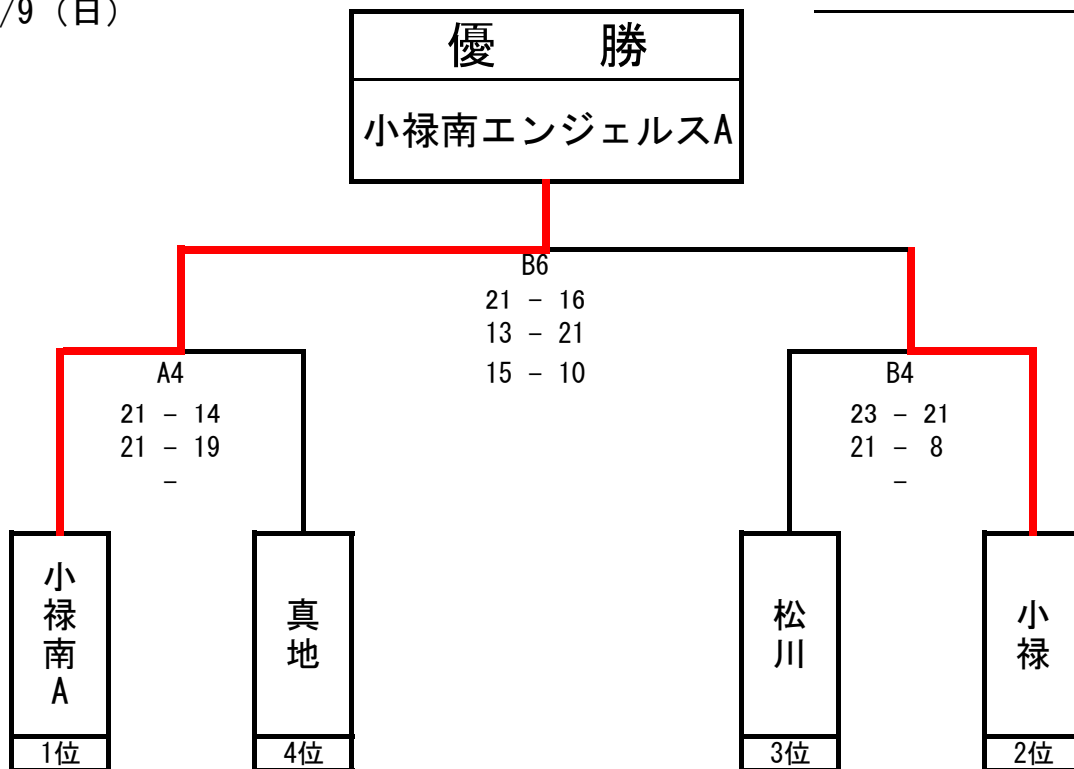 /9（日）
優　勝
小禄南エンジェルスA
B6
21 - 16
13 - 21
15 - 10
A4
21 - 14
21 - 19
-
B4
23 - 21
21 - 8
-
小禄南A
真地
松川
小禄
1位
4位
3位
2位